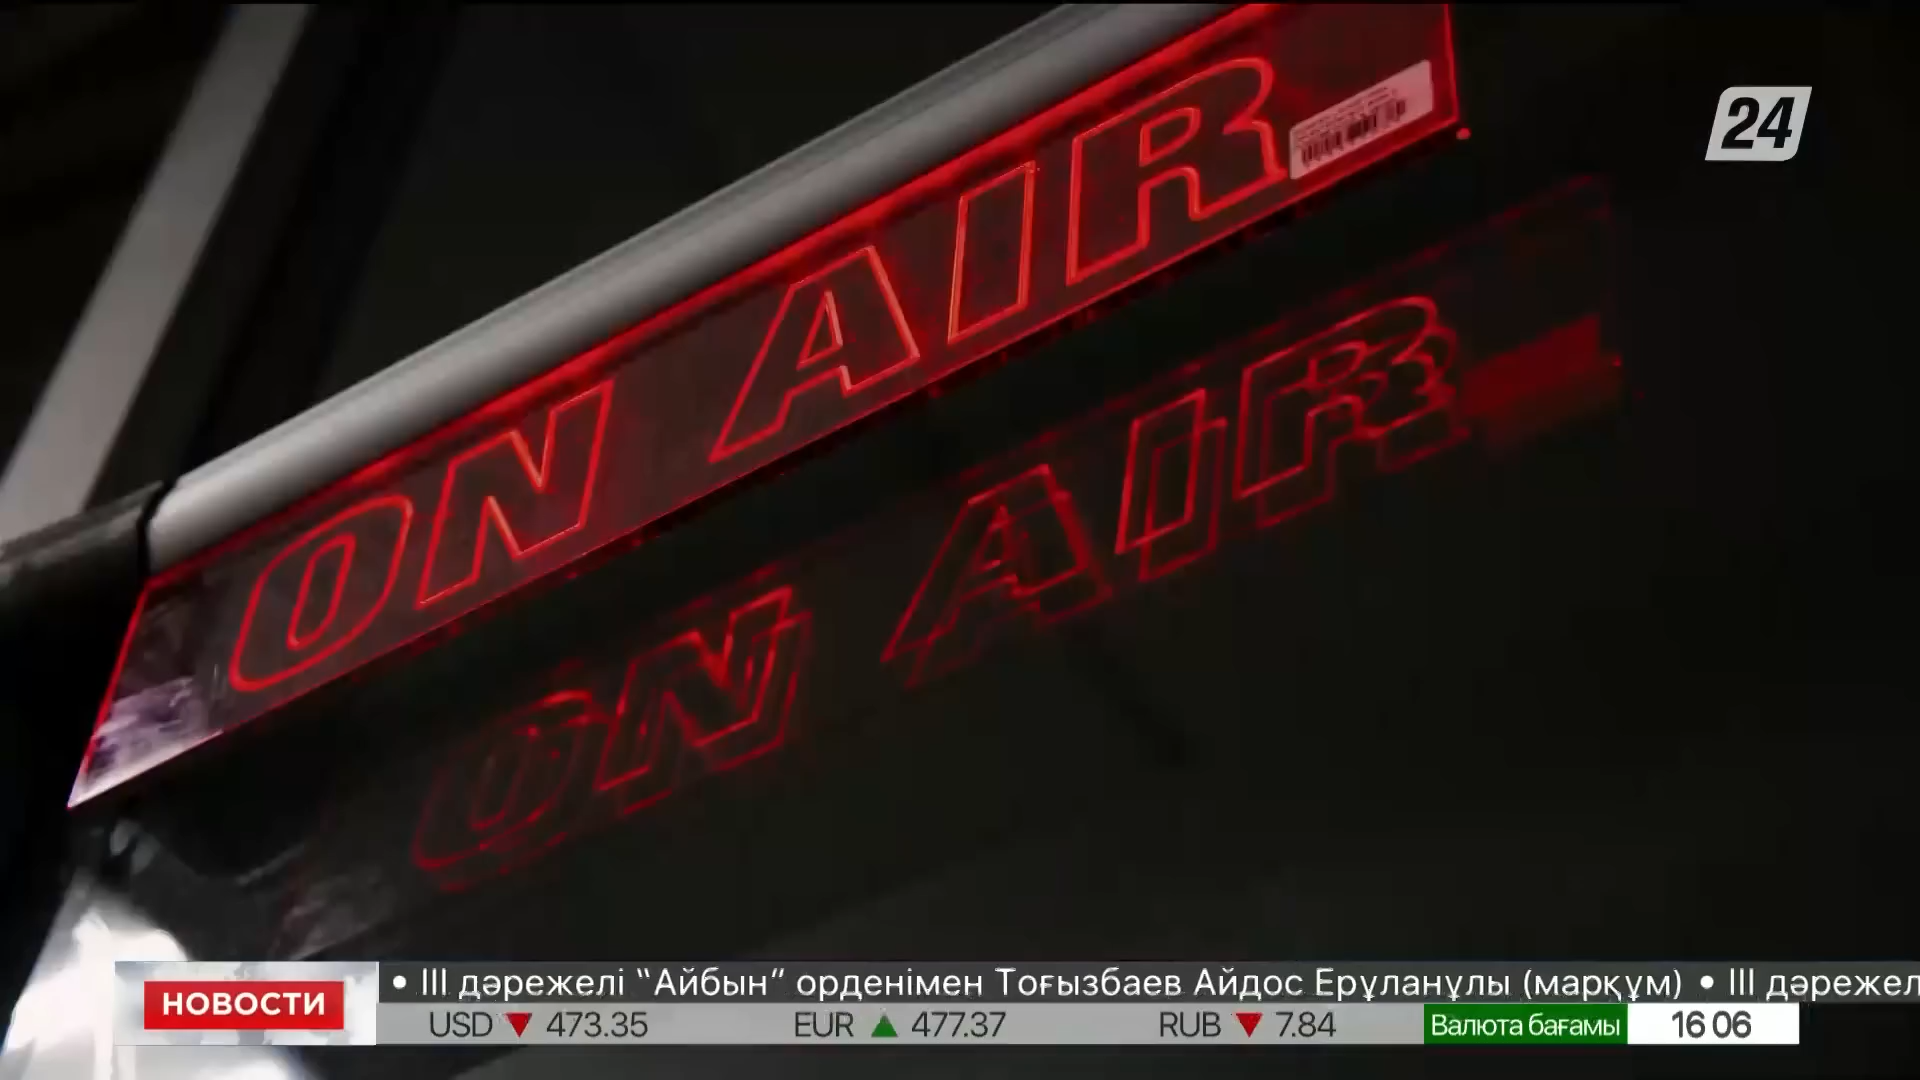 24
ON AIR
ON AIR
НОВОСТИ
• III дәрежелі “Айбын” орденімен Тоғызбаев Айдос Ерұланұлы (марқұм) • III дәрежел
USD ▼ 473.35 EUR ▲ 477.37 RUB ▼ 7.84 Валюта бағамы 16 06